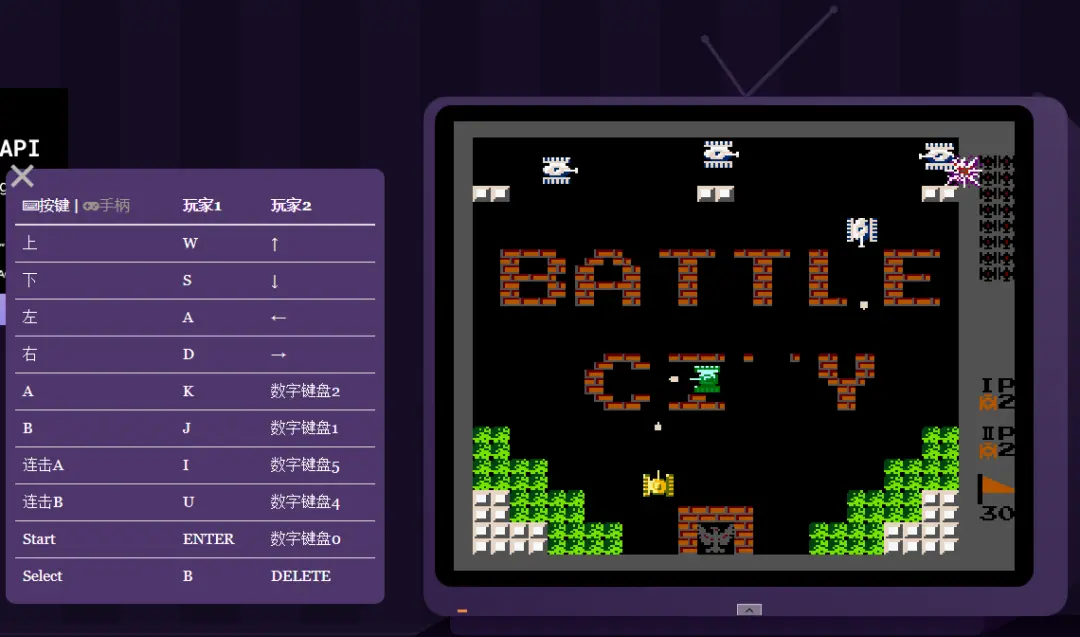 API
按键 | 手柄 玩家1 玩家2
上 W ↑
下 S ↓
左 A ←
右 D →
A K 数字键盘2
B J 数字键盘1
连击A I 数字键盘5
连击B U 数字键盘4
Start ENTER 数字键盘0
Select B DELETE
BATTLE
CITY
IP
2
IIP
2
30